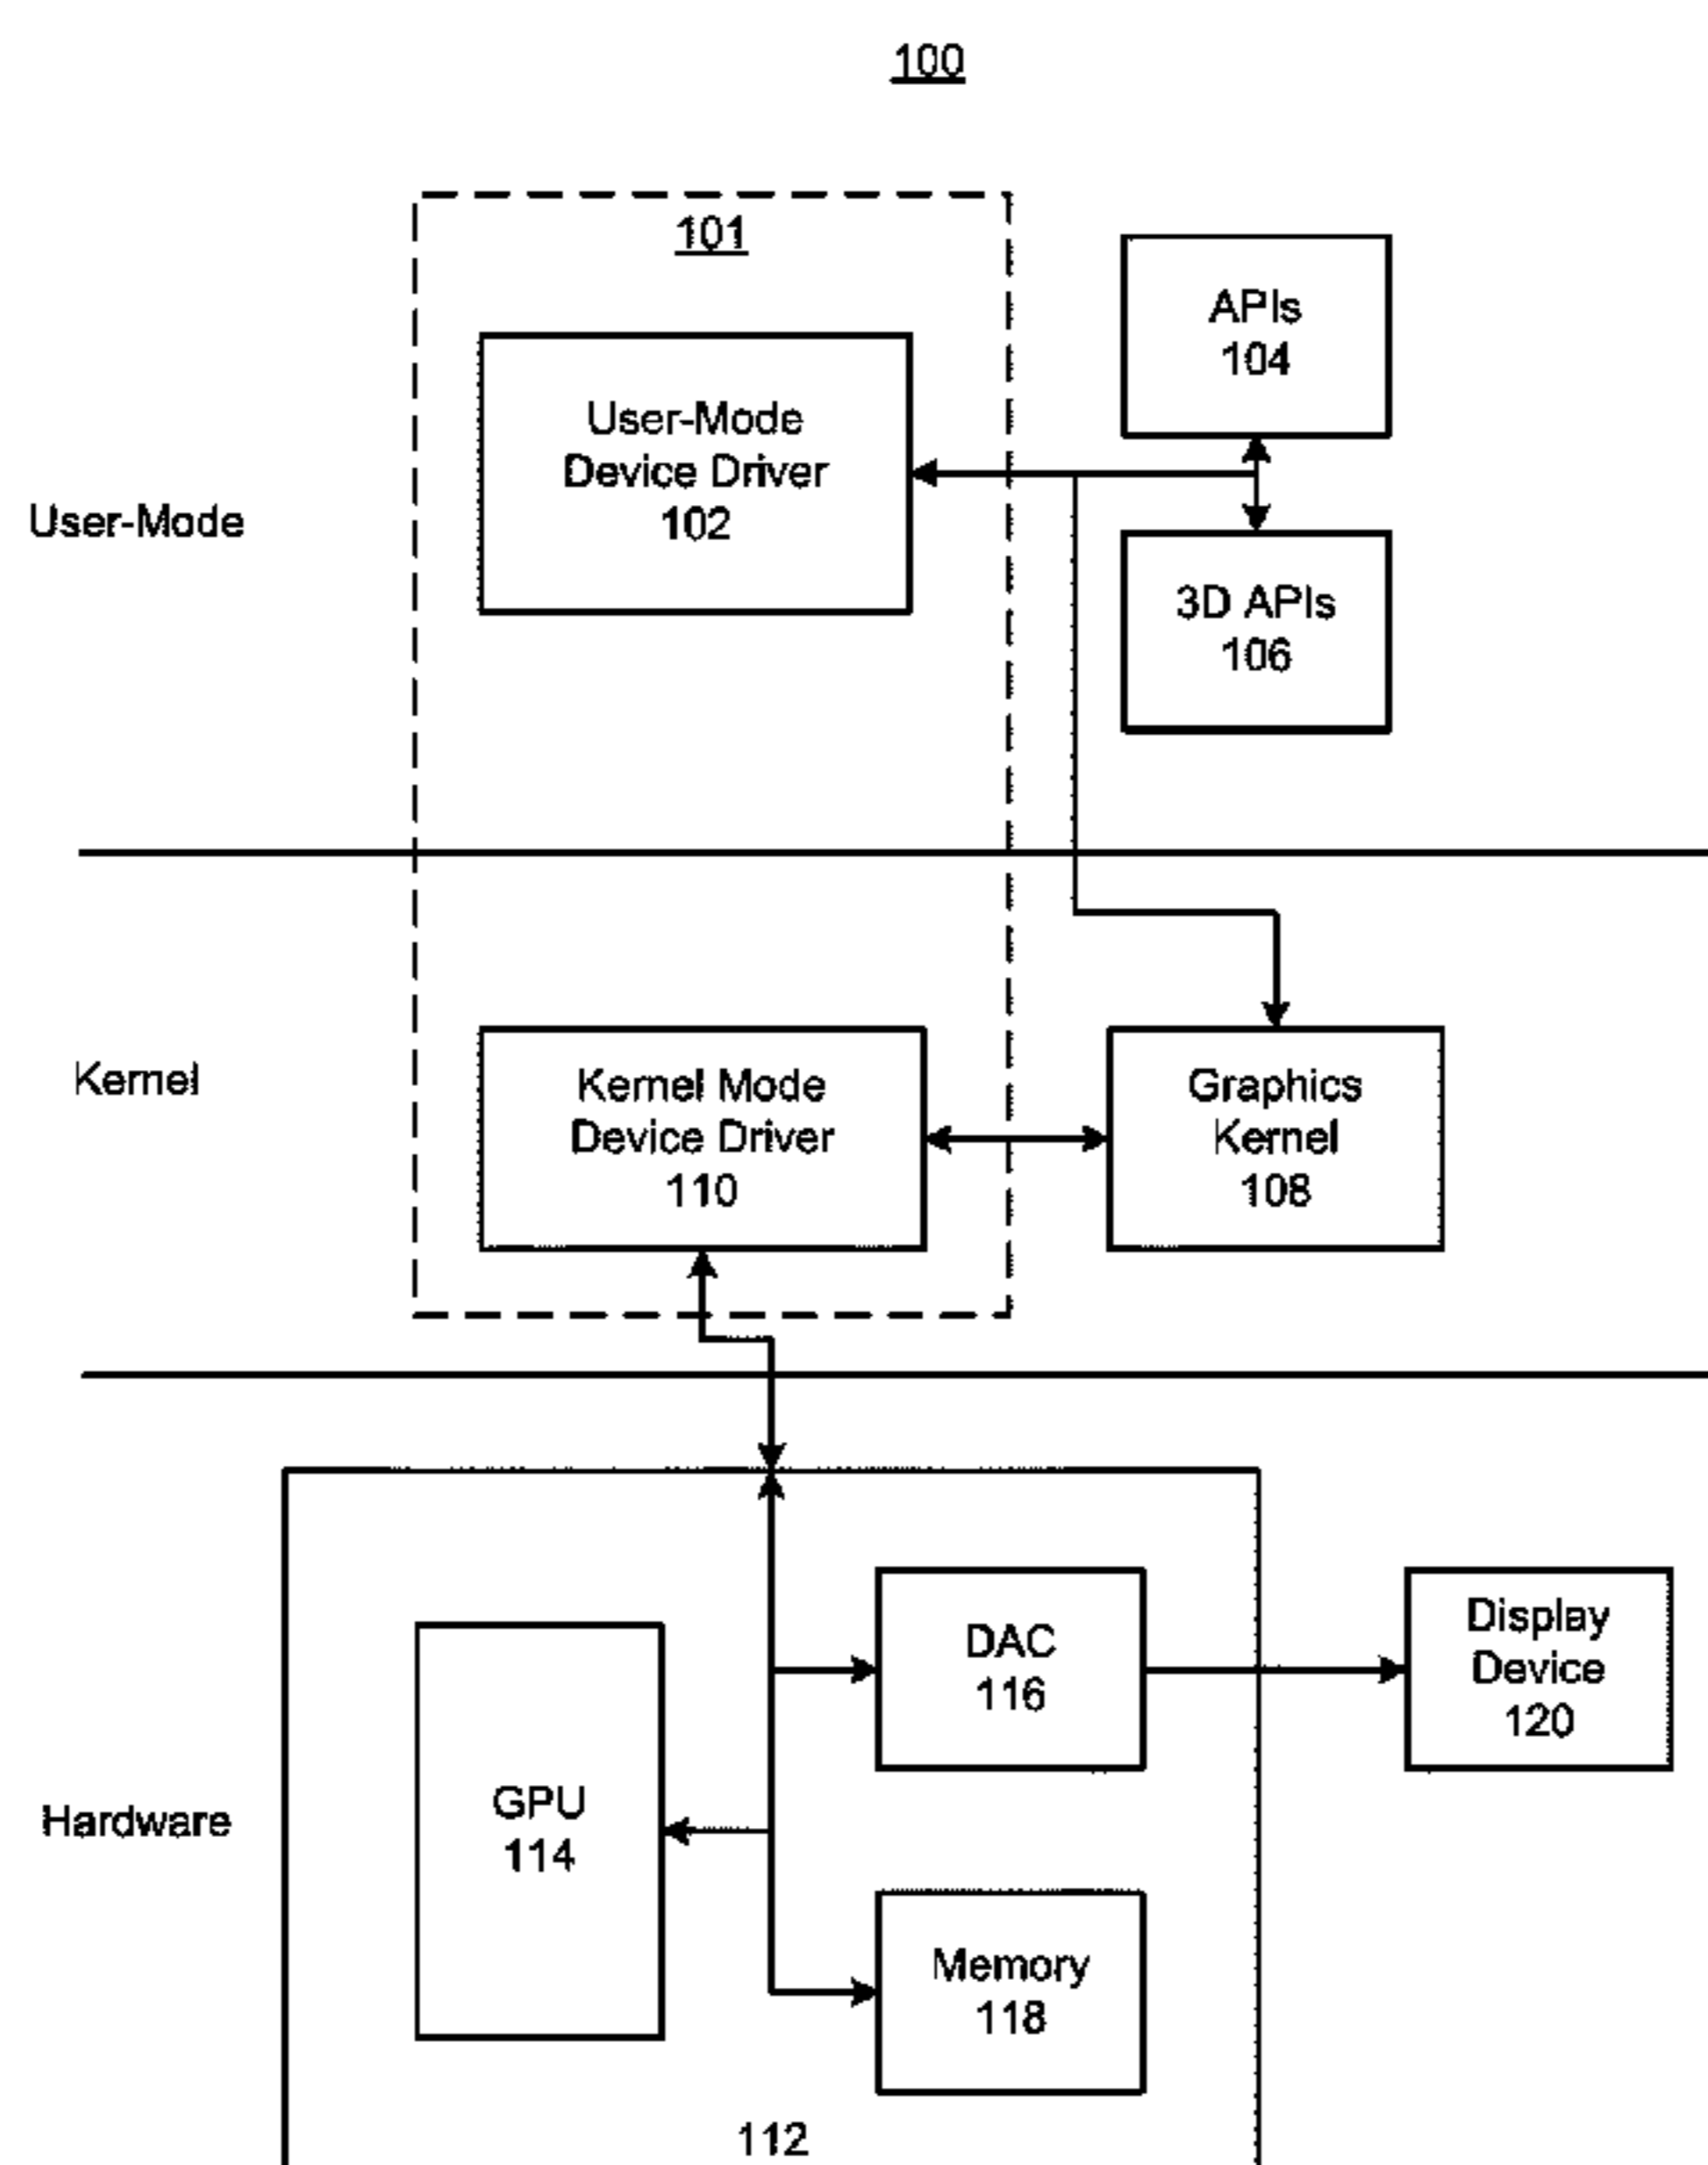 100
101
APIs
104
User-Mode
Device Driver
102
User-Mode
3D APIs
106
Kernel
Kernel Mode
Device Driver
110
Graphics
Kernel
108
DAC
116
Display
Device
120
Hardware
GPU
114
Memory
118
112